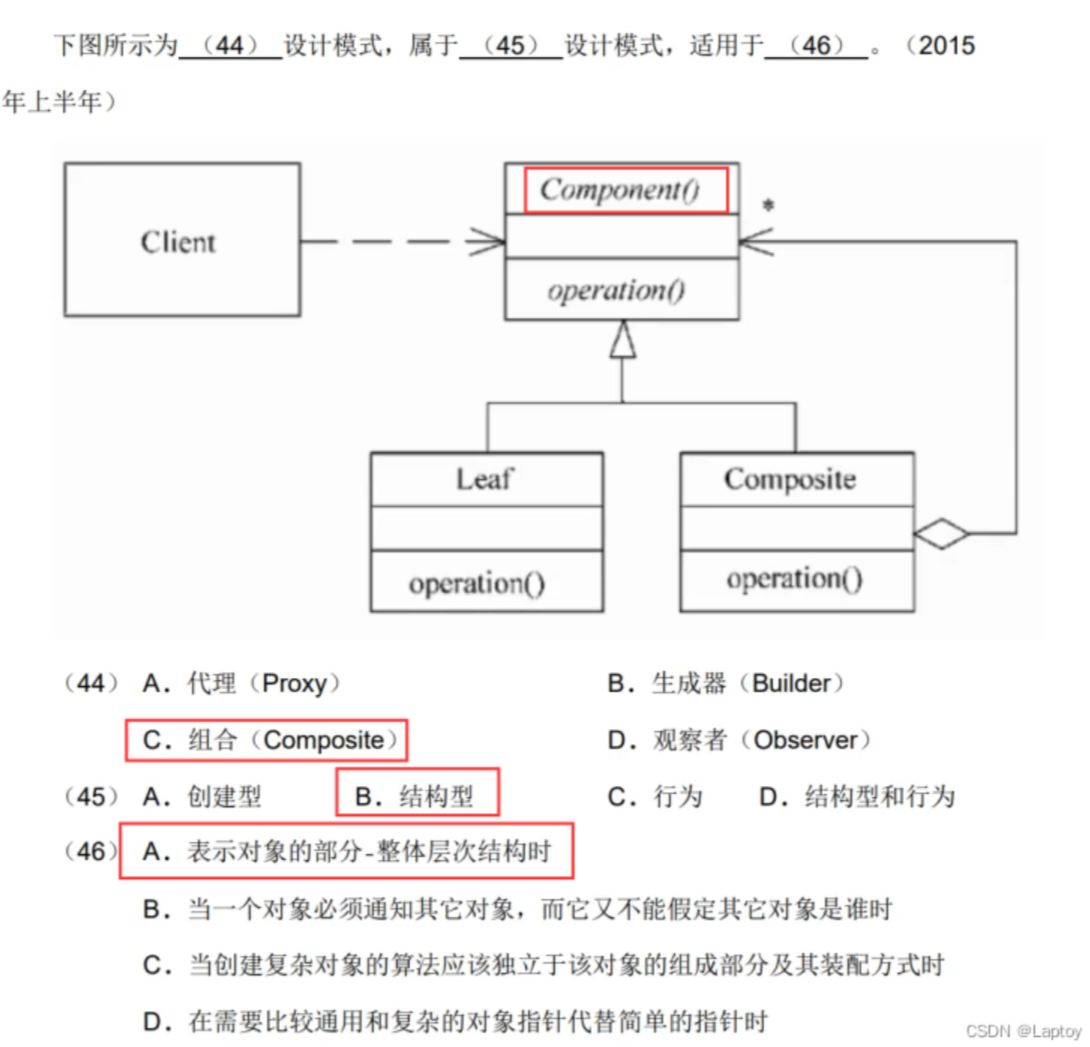 下图所示为 （44） 设计模式，属于 （45） 设计模式，适用于 （46） 。（2015
年上半年）
Component()
*
Client
operation()
Leaf
Composite
operation()
operation()
（44） A．代理（Proxy） B．生成器（Builder）
C．组合（Composite） D．观察者（Observer）
（45） A．创建型 B．结构型 C．行为 D．结构型和行为
（46） A．表示对象的部分-整体层次结构时
B．当一个对象必须通知其它对象，而它又不能假定其它对象是谁时
C．当创建复杂对象的算法应该独立于该对象的组成部分及其装配方式时
D．在需要比较通用和复杂的对象指针代替简单的指针时
CSDN @Laptoy